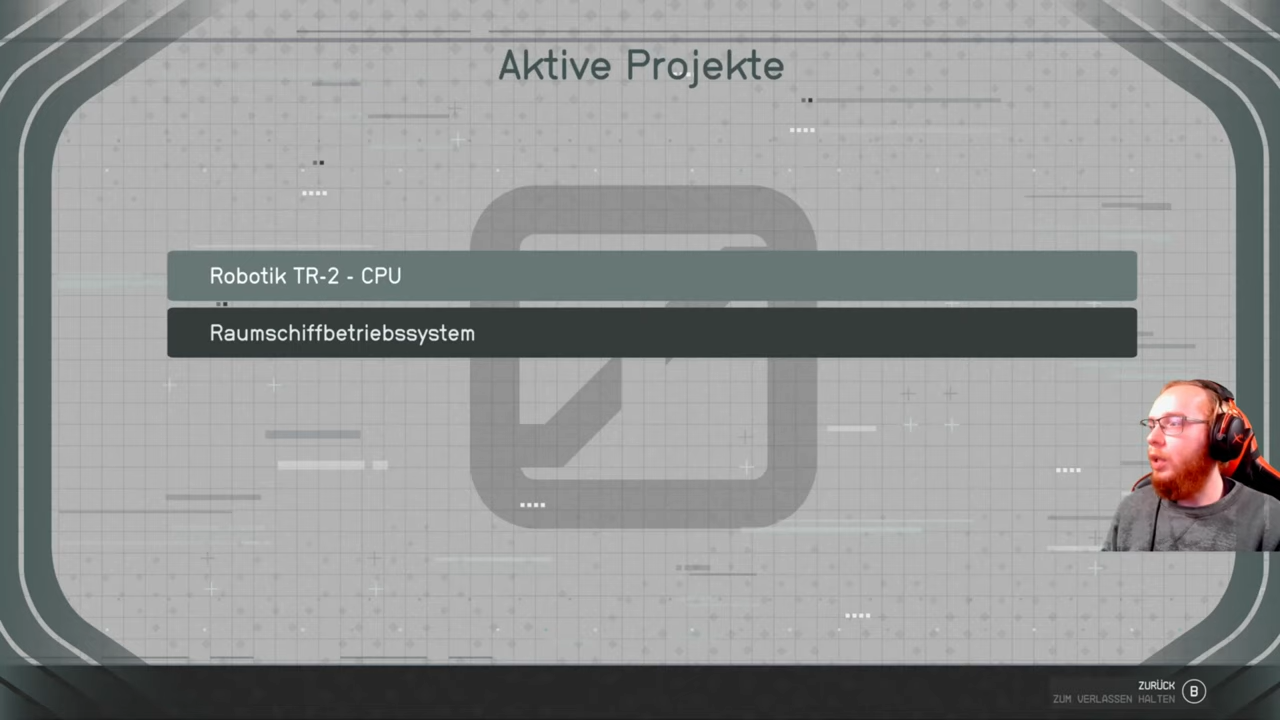 Aktive Projekte
Robotik TR-2 - CPU
Raumschiffbetriebssystem
ZURÜCK B
ZUM VERLASSEN HALTEN